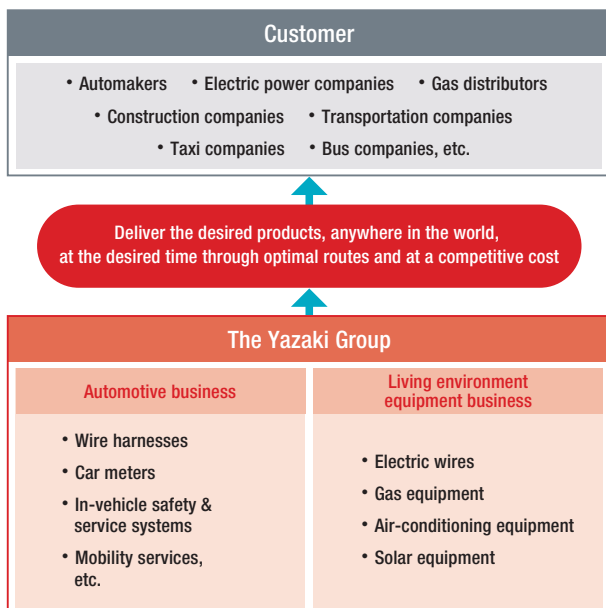 Customer
• Automakers • Electric power companies • Gas distributors
• Construction companies • Transportation companies
• Taxi companies • Bus companies, etc.
Deliver the desired products, anywhere in the world,
at the desired time through optimal routes and at a competitive cost
The Yazaki Group
Automotive business
• Wire harnesses
• Car meters
• In-vehicle safety &
service systems
• Mobility services,
etc.
Living environment
equipment business
• Electric wires
• Gas equipment
• Air-conditioning equipment
• Solar equipment